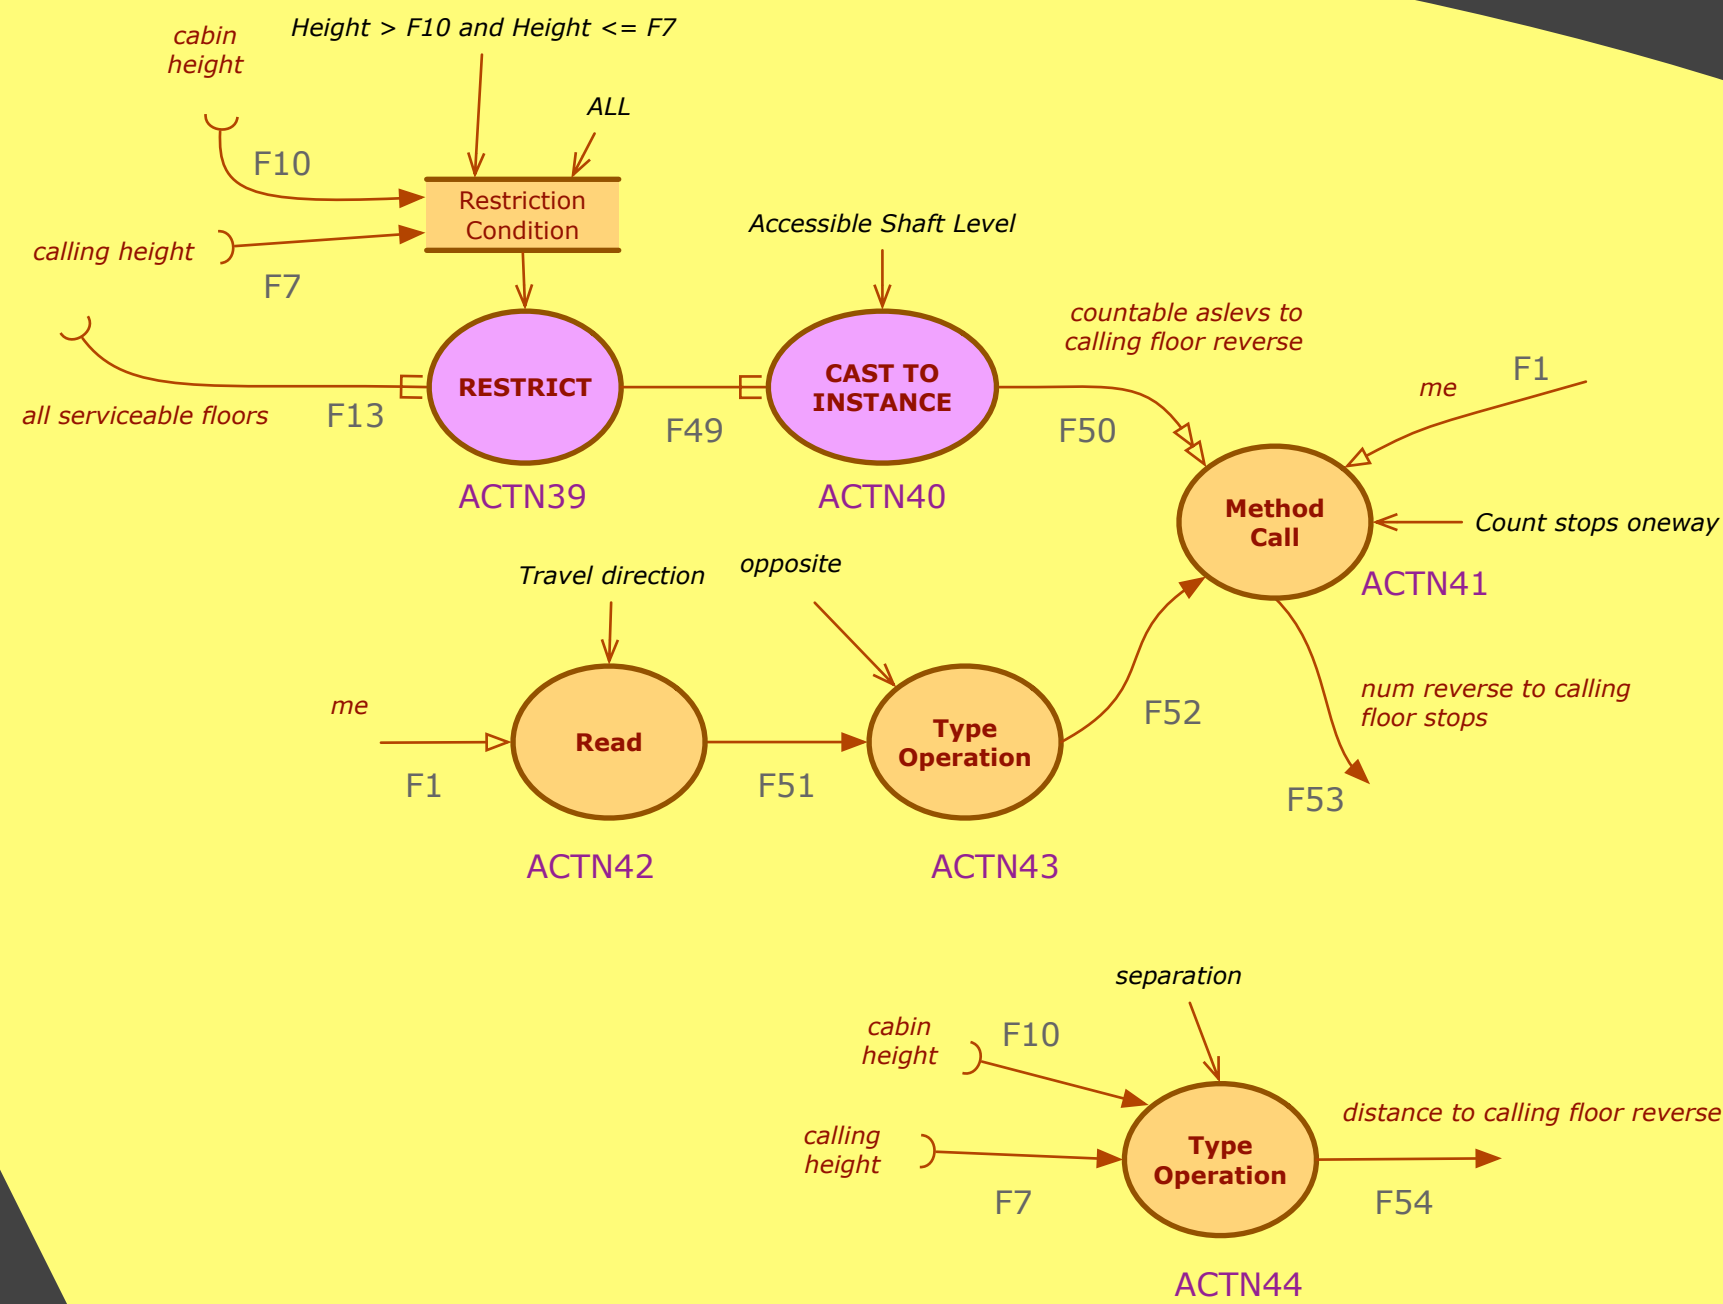 Height > F10 and Height <= F7
cabin
height
ALL
F10
Restriction
Condition
calling height
F7
Accessible Shaft Level
countable aslevs to
calling floor reverse
F1
me
RESTRICT
CAST TO
INSTANCE
all serviceable floors
F13
F49
F50
ACTN39
ACTN40
Method
Call
Count stops oneway
ACTN41
Travel direction
opposite
me
F1
Read
F51
Type
Operation
F52
num reverse to calling
floor stops
F53
ACTN42
ACTN43
separation
cabin
height
F10
calling
height
F7
Type
Operation
distance to calling floor reverse
F54
ACTN44